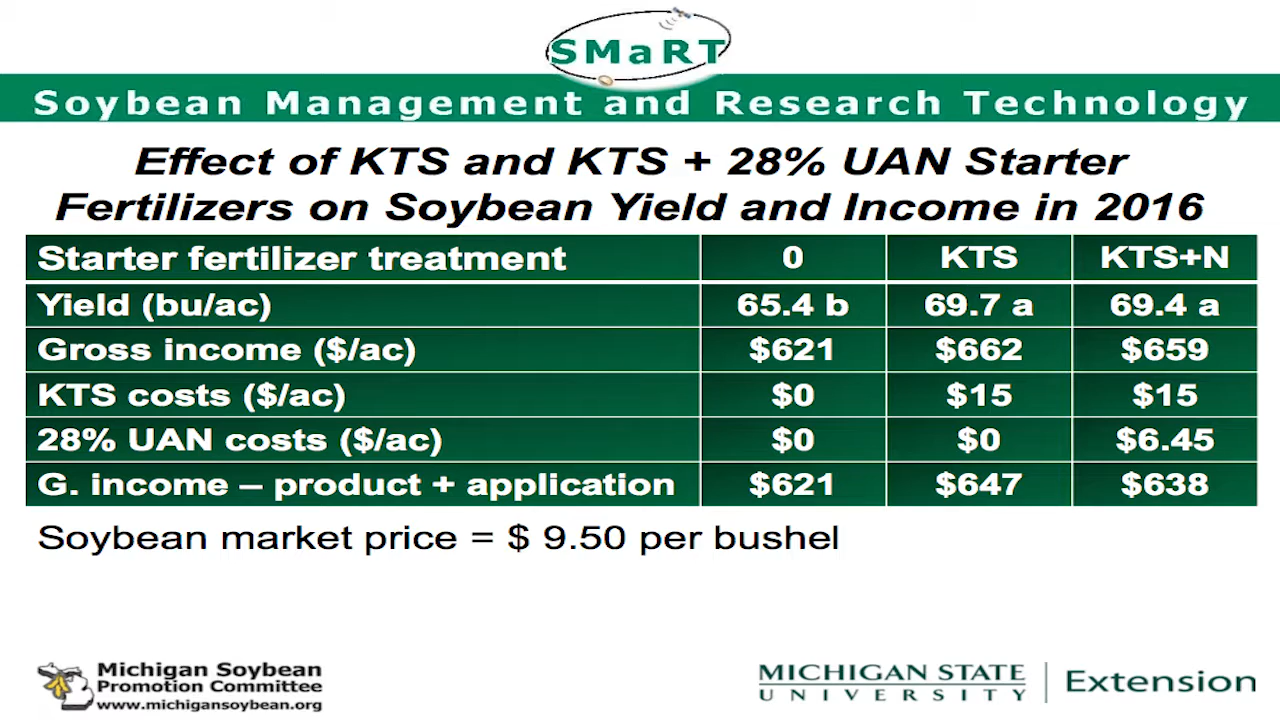 SMaRT
Soybean Management and Research Technology
Effect of KTS and KTS + 28% UAN Starter
Fertilizers on Soybean Yield and Income in 2016
Starter fertilizer treatment 0 KTS KTS+N
Yield (bu/ac) 65.4 b 69.7 a 69.4 a
Gross income ($/ac) $621 $662 $659
KTS costs ($/ac) $0 $15 $15
28% UAN costs ($/ac) $0 $0 $6.45
G. income – product + application $621 $647 $638
Soybean market price = $ 9.50 per bushel
Michigan Soybean
Promotion Committee
www.michigansoybean.org
MICHIGAN STATE
UNIVERSITY
Extension